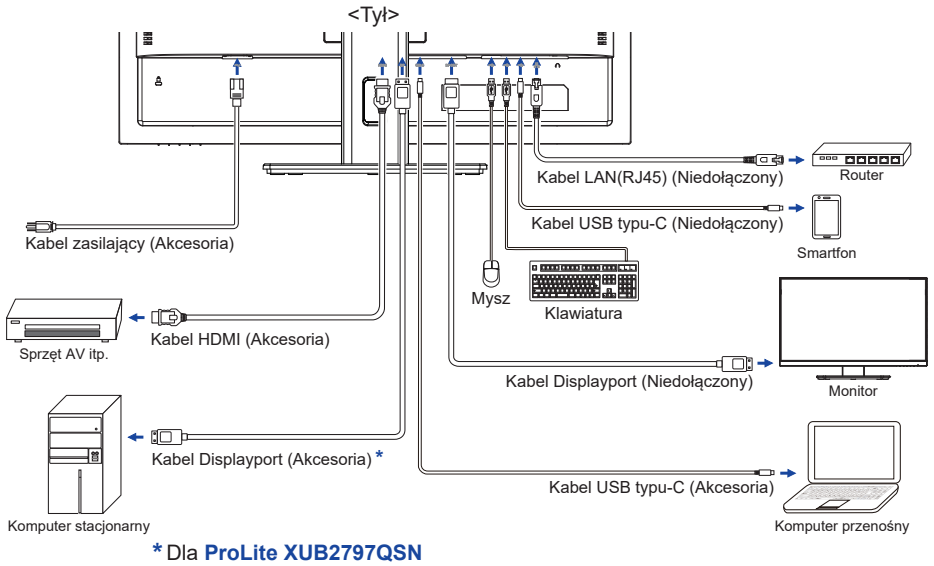 <Tył>
Kabel LAN(RJ45) (Niedołączony)
Router
Kabel USB typu-C (Niedołączony)
Kabel zasilający (Akcesoria)
Smartfon
Mysz
Klawiatura
Kabel HDMI (Akcesoria)
Sprzęt AV itp.
Kabel Displayport (Niedołączony)
Monitor
Kabel Displayport (Akcesoria) *
Kabel USB typu-C (Akcesoria)
Komputer stacjonarny
Komputer przenośny
* Dla ProLite XUB2797QSN